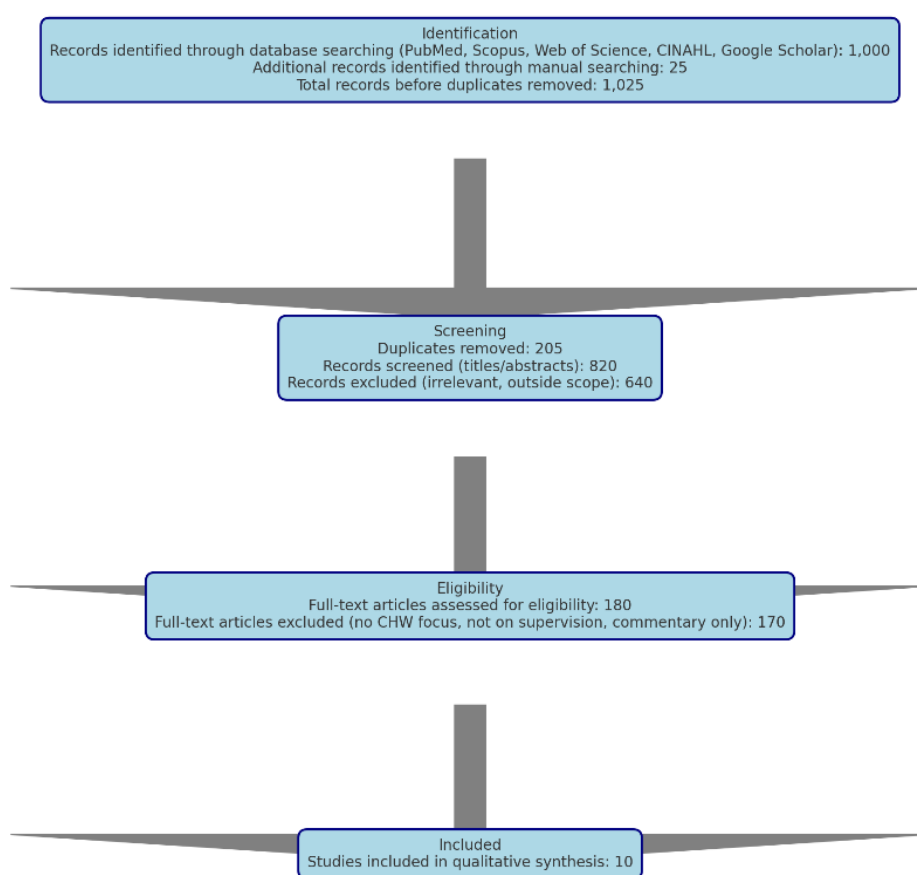 Identification
Records identified through database searching (PubMed, Scopus, Web of Science, CINAHL, Google Scholar): 1,000
Additional records identified through manual searching: 25
Total records before duplicates removed: 1,025
Screening
Duplicates removed: 205
Records screened (titles/abstracts): 820
Records excluded (irrelevant, outside scope): 640
Eligibility
Full-text articles assessed for eligibility: 180
Full-text articles excluded (no CHW focus, not on supervision, commentary only): 170
Included
Studies included in qualitative synthesis: 10